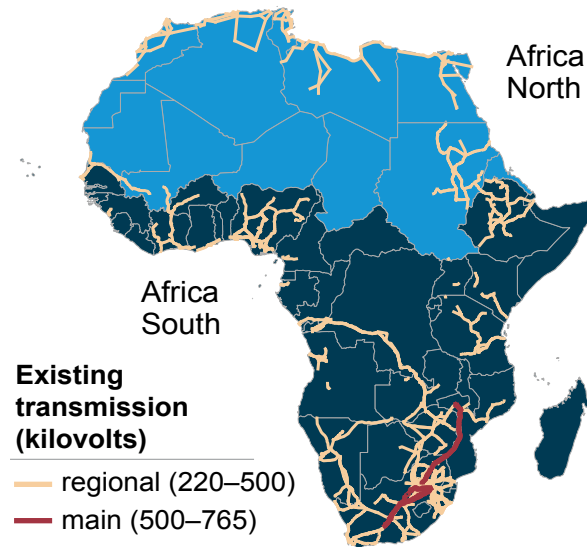 Africa
North
Africa
South
Existing
transmission
(kilovolts)
regional (220–500)
main (500–765)